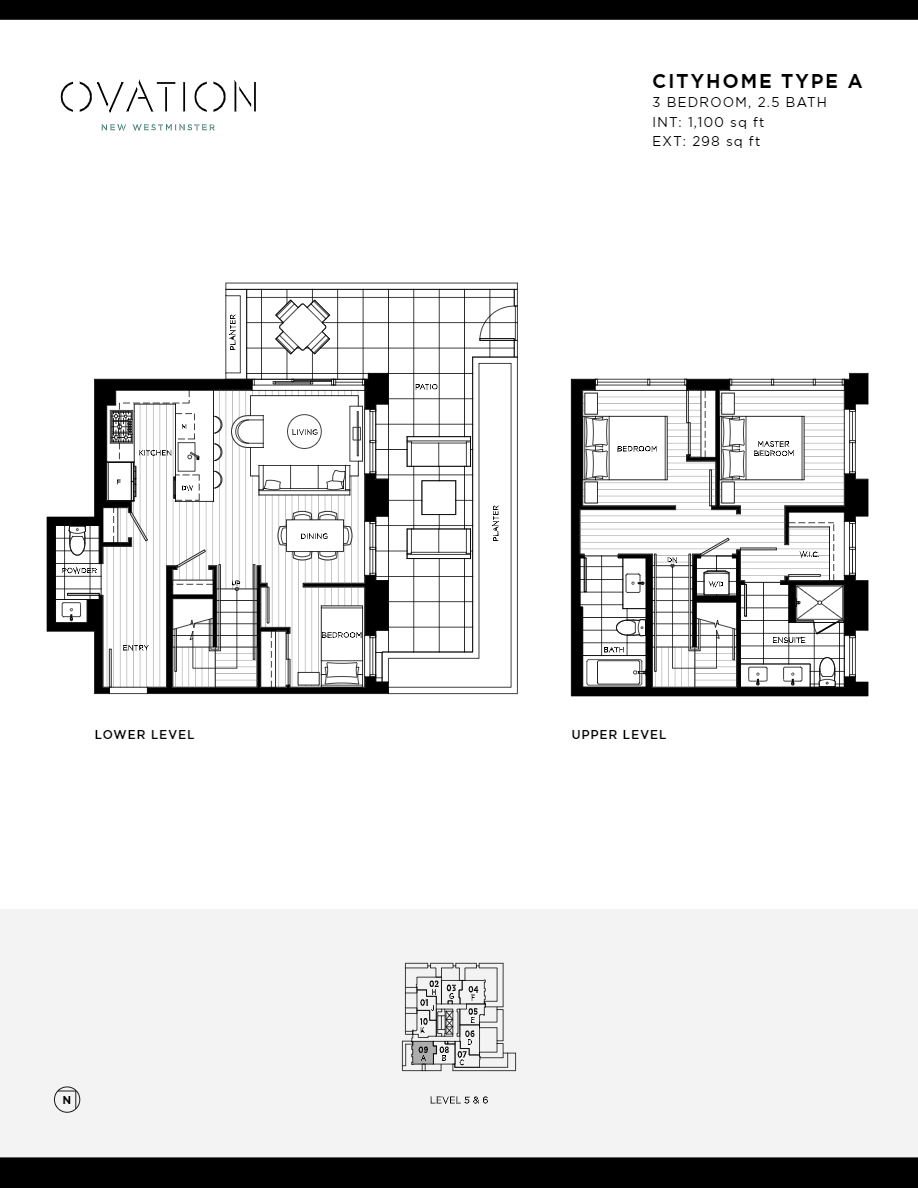 OVATION
NEW WESTMINSTER
CITYHOME TYPE A
3 BEDROOM, 2.5 BATH
INT: 1,100 sq ft
EXT: 298 sq ft
PLANTER
PATIO
LIVING
KITCHEN
F
DW
DINING
PLANTER
POWDER
UP
BEDROOM
ENTRY
BEDROOM
MASTER
BEDROOM
W.I.C.
DN
W/D
ENSUITE
BATH
LOWER LEVEL
UPPER LEVEL
02
H
03
G
04
F
01
J
05
E
10
K
06
D
09
A
08
B
07
C
LEVEL 5 & 6
N